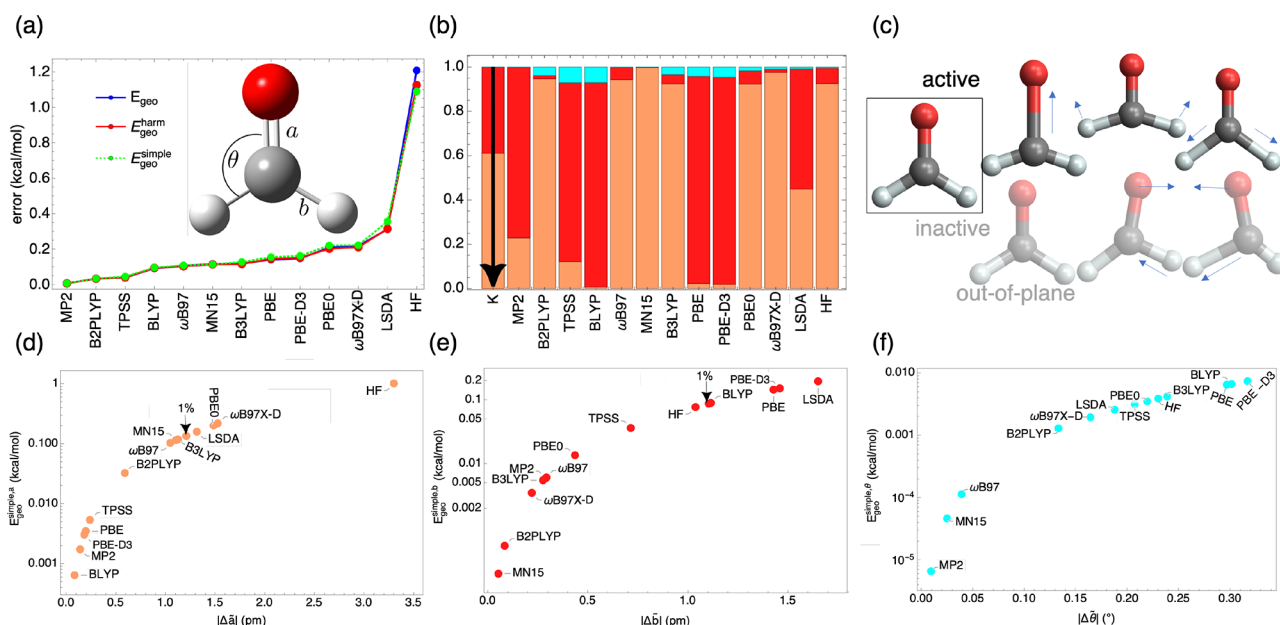 (a)
error (kcal/mol)
1.2
1.0
0.8
0.6
0.4
0.2
0.0
E_geo
E_geo^harm
E_geo^simple
θ
a
b
MP2
B2PLYP
TPSS
BLYP
ωB97
MN15
B3LYP
PBE
PBE-D3
PBE0
ωB97X-D
LSDA
HF
(b)
1.0
0.8
0.6
0.4
0.2
0.0
K
MP2
B2PLYP
TPSS
BLYP
ωB97
MN15
B3LYP
PBE
PBE-D3
PBE0
ωB97X-D
LSDA
HF
(c)
active
inactive
out-of-plane
(d)
E_geo^simple,a (kcal/mol)
1
0.100
0.010
0.001
HF
PBE0
1%
ωB97X-D
MN15
LSDA
ωB97
B3LYP
B2PLYP
TPSS
PBE
PBE-D3
MP2
BLYP
0.0 0.5 1.0 1.5 2.0 2.5 3.0 3.5
|Δã| (pm)
(e)
E_geo^simple,b (kcal/mol)
0.2
0.05
0.01
0.005
0.002
1%
PBE-D3
BLYP
HF
PBE
LSDA
TPSS
PBE0
MP2
ωB97
B3LYP
ωB97X-D
B2PLYP
MN15
0.0 0.5 1.0 1.5
|Δb̃| (pm)
(f)
E_geo^simple,θ (kcal/mol)
0.010
0.001
10⁻⁴
10⁻⁵
BLYP
B3LYP
PBE0
PBE
PBE-D3
LSDA
HF
ωB97X-D
TPSS
B2PLYP
ωB97
MN15
MP2
0.00 0.05 0.10 0.15 0.20 0.25 0.30
|Δθ̃| (°)